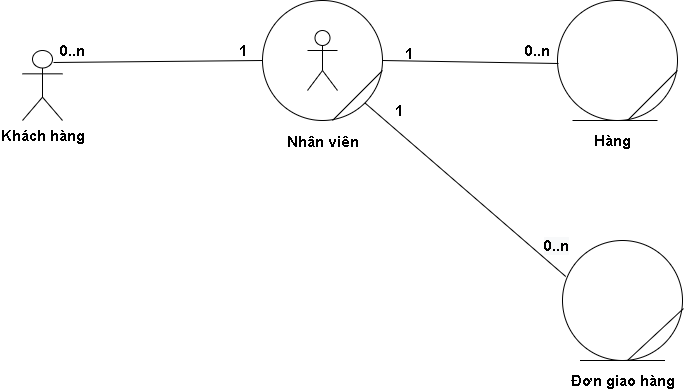 0..n 1 1 0..n
Khách hàng
Nhân viên
Hàng
1
0..n
Đơn giao hàng